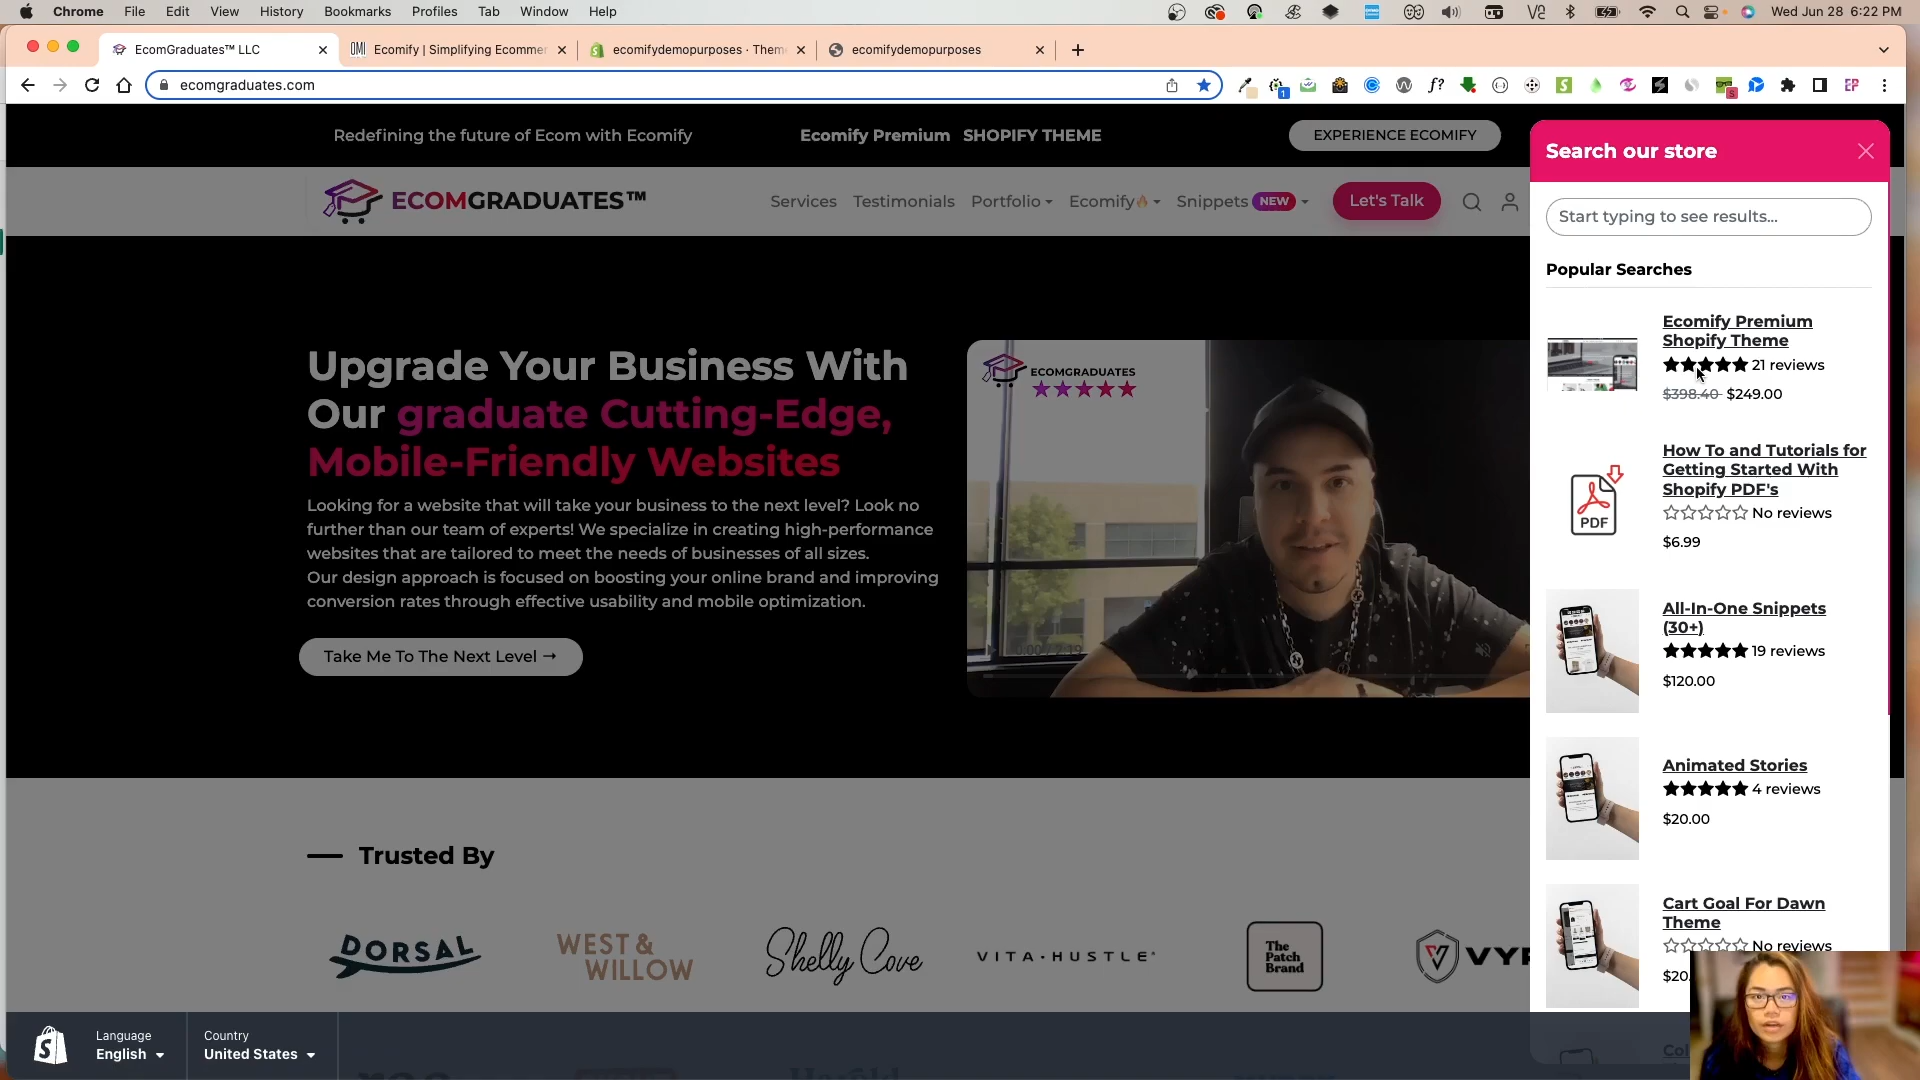 Chrome File Edit View History Bookmarks Profiles Tab Window Help
Wed Jun 28 6:22 PM
EcomGraduates™ LLC
Ecomify | Simplifying Ecommer
ecomifydemopurposes · Them
ecomifydemopurposes
ecomgraduates.com
Redefining the future of Ecom with Ecomify
Ecomify Premium SHOPIFY THEME
EXPERIENCE ECOMIFY
ECOMGRADUATES™
Services Testimonials Portfolio Ecomify Snippets NEW Let's Talk
Upgrade Your Business With
Our graduate Cutting-Edge,
Mobile-Friendly Websites
Looking for a website that will take your business to the next level? Look no
further than our team of experts! We specialize in creating high-performance
websites that are tailored to meet the needs of businesses of all sizes.
Our design approach is focused on boosting your online brand and improving
conversion rates through effective usability and mobile optimization.
Take Me To The Next Level →
ECOMGRADUATES
0:00 / 2:19
Trusted By
DORSAL
WEST &
WILLOW
Shelly Cove
VITA·HUSTLE
The
Patch
Brand
VYP
Language
English
Country
United States
Search our store
Start typing to see results...
Popular Searches
Ecomify Premium
Shopify Theme
21 reviews
$398.40 $249.00
PDF
How To and Tutorials for
Getting Started With
Shopify PDF's
No reviews
$6.99
All-In-One Snippets
(30+)
19 reviews
$120.00
Animated Stories
4 reviews
$20.00
Cart Goal For Dawn
Theme
No reviews
$20.
Col